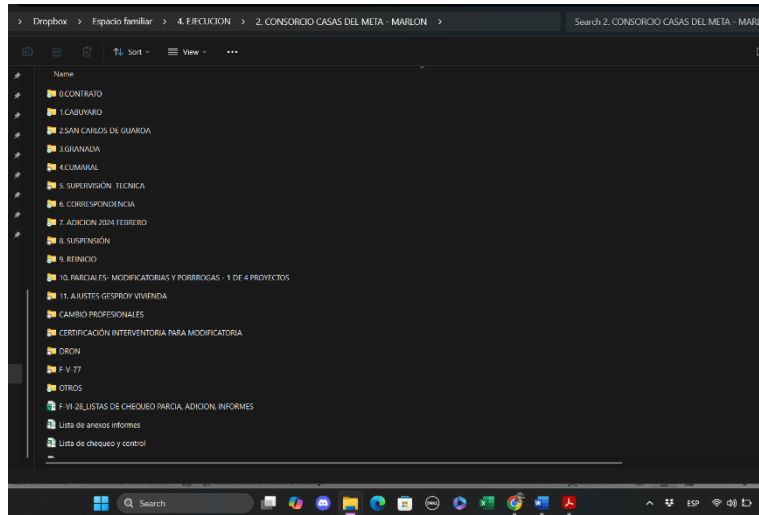 Dropbox > Espacio familiar > 4. EJECUCION > 2. CONSORCIO CASAS DEL META - MARLON >
Search 2. CONSORCIO CASAS DEL META - MARL
Sort
View
Name
0.CONTRATO
1.CABUYARO
2.SAN CARLOS DE GUAROA
3.GRANADA
4.CUMARAL
5. SUPERVISIÓN TECNICA
6. CORRESPONDENCIA
7. ADICION 2024 FEBRERO
8. SUSPENSIÓN
9. REINICIO
10. PARCIALES- MODIFICATORIAS Y PORRROGAS - 1 DE 4 PROYECTOS
11. AJUSTES GESPROY VIVIENDA
CAMBIO PROFESIONALES
CERTIFICACIÓN INTERVENTORIA PARA MODIFICATORIA
DRON
F-V-77
OTROS
F-VI-28_LISTAS DE CHEQUEO PARCIA, ADICION, INFORMES
Lista de anexos informes
Lista de chequeo y control
Search
DELL
ESP